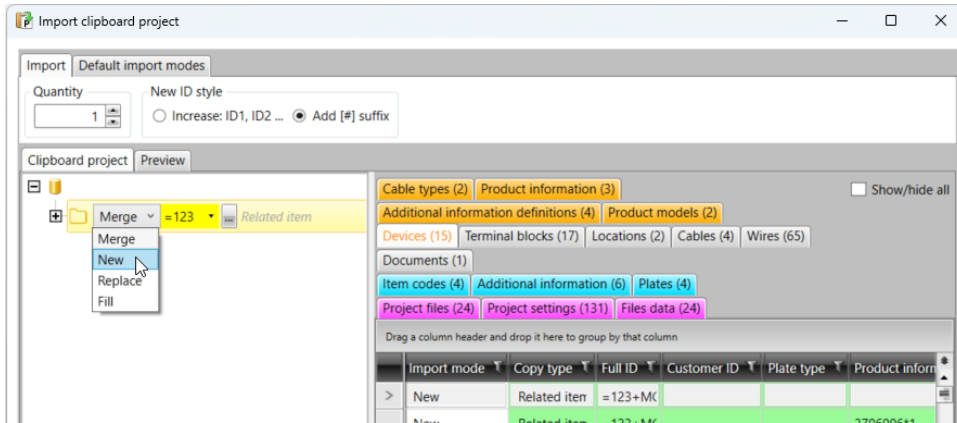 Import clipboard project
Import Default import modes
Quantity New ID style
1 Increase: ID1, ID2 ... Add [#] suffix
Clipboard project Preview
Cable types (2) Product information (3) Show/hide all
Merge =123 ... Related item Additional information definitions (4) Product models (2)
Merge Devices (15) Terminal blocks (17) Locations (2) Cables (4) Wires (65)
New Documents (1)
Replace Item codes (4) Additional information (6) Plates (4)
Fill Project files (24) Project settings (131) Files data (24)
Drag a column header and drop it here to group by that column
Import mode Copy type Full ID Customer ID Plate type Product inform
New Related item =123+M(
New Related item